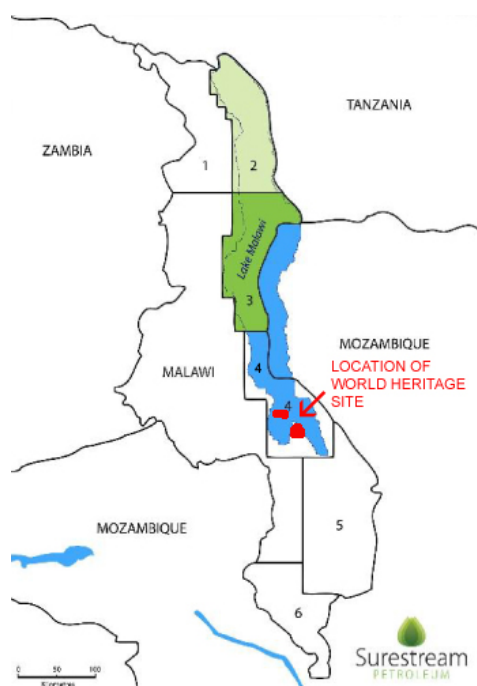 TANZANIA
ZAMBIA
1
2
Lake Malawi
3
MOZAMBIQUE
4
LOCATION OF
WORLD HERITAGE
SITE
MALAWI
4
MOZAMBIQUE
5
6
0 50 100
Kilometres
Surestream
PETROLEUM